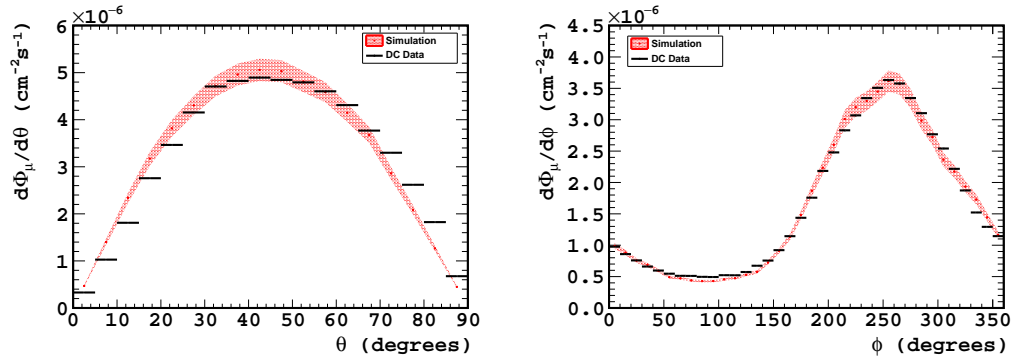 ×10⁻⁶
dΦμ/dθ (cm⁻²s⁻¹)
6
5
4
3
2
1
0
Simulation
DC Data
0 10 20 30 40 50 60 70 80 90
θ (degrees)
×10⁻⁶
dΦμ/dϕ (cm⁻²s⁻¹)
4.5
4.0
3.5
3.0
2.5
2.0
1.5
1.0
0.5
0
Simulation
DC Data
0 50 100 150 200 250 300 350
ϕ (degrees)